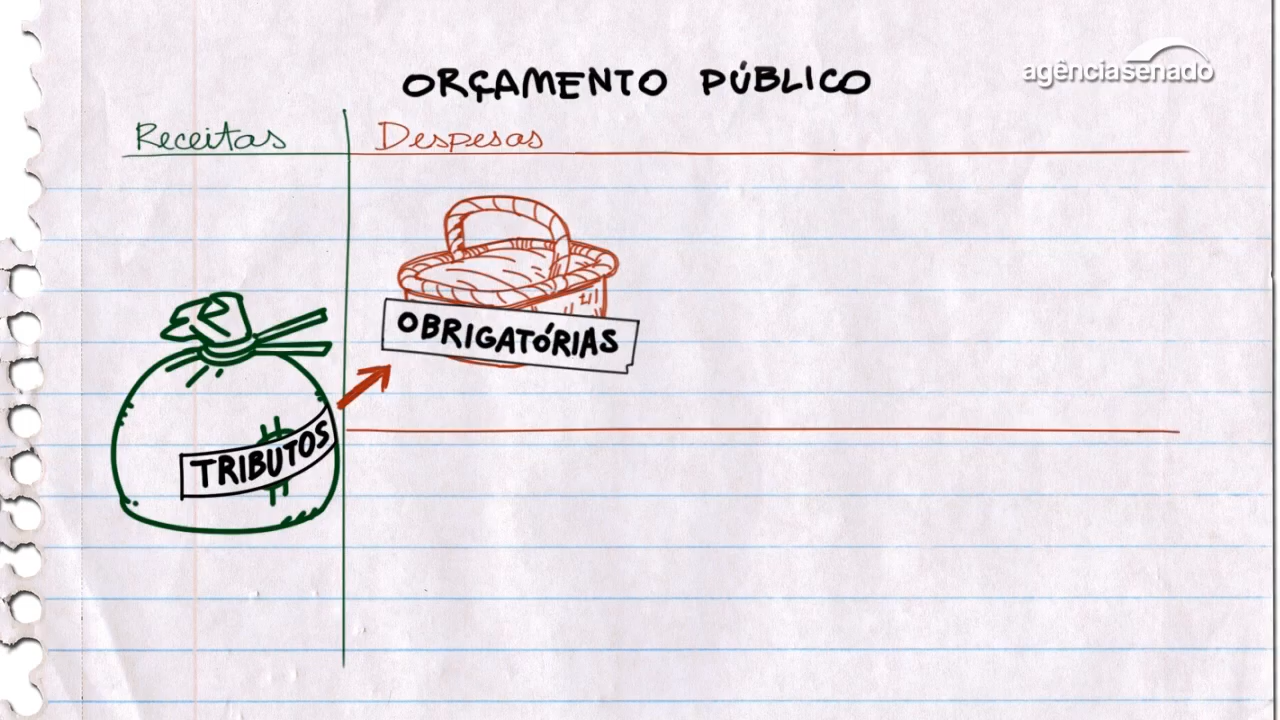 ORÇAMENTO PÚBLICO
agênciasenado
Receitas
Despesas
OBRIGATÓRIAS
TRIBUTOS